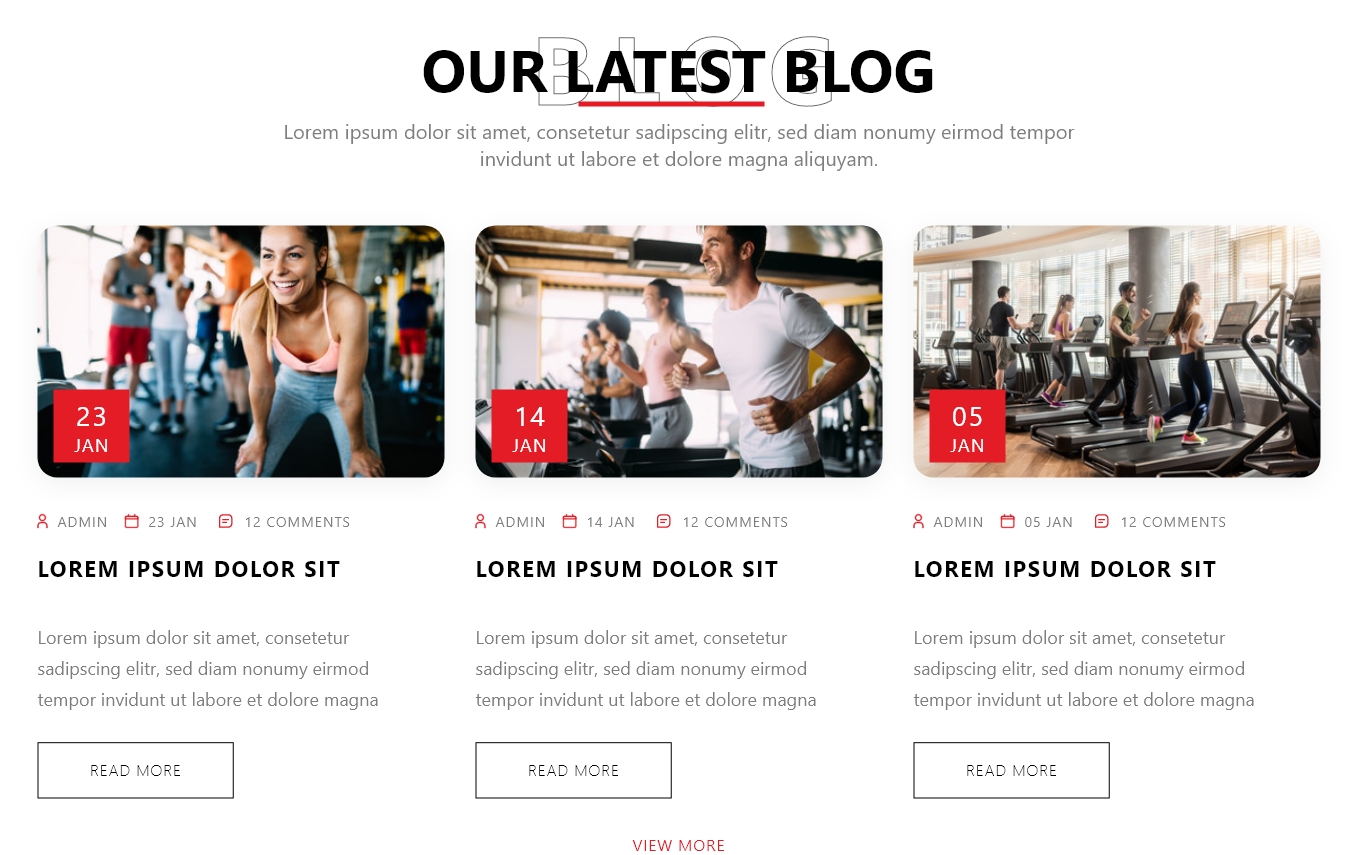 BLOG
OUR LATEST BLOG
Lorem ipsum dolor sit amet, consetetur sadipscing elitr, sed diam nonumy eirmod tempor
invidunt ut labore et dolore magna aliquyam.
23
JAN
ADMIN 23 JAN 12 COMMENTS
LOREM IPSUM DOLOR SIT
Lorem ipsum dolor sit amet, consetetur
sadipscing elitr, sed diam nonumy eirmod
tempor invidunt ut labore et dolore magna
READ MORE
14
JAN
ADMIN 14 JAN 12 COMMENTS
LOREM IPSUM DOLOR SIT
Lorem ipsum dolor sit amet, consetetur
sadipscing elitr, sed diam nonumy eirmod
tempor invidunt ut labore et dolore magna
READ MORE
05
JAN
ADMIN 05 JAN 12 COMMENTS
LOREM IPSUM DOLOR SIT
Lorem ipsum dolor sit amet, consetetur
sadipscing elitr, sed diam nonumy eirmod
tempor invidunt ut labore et dolore magna
READ MORE
VIEW MORE